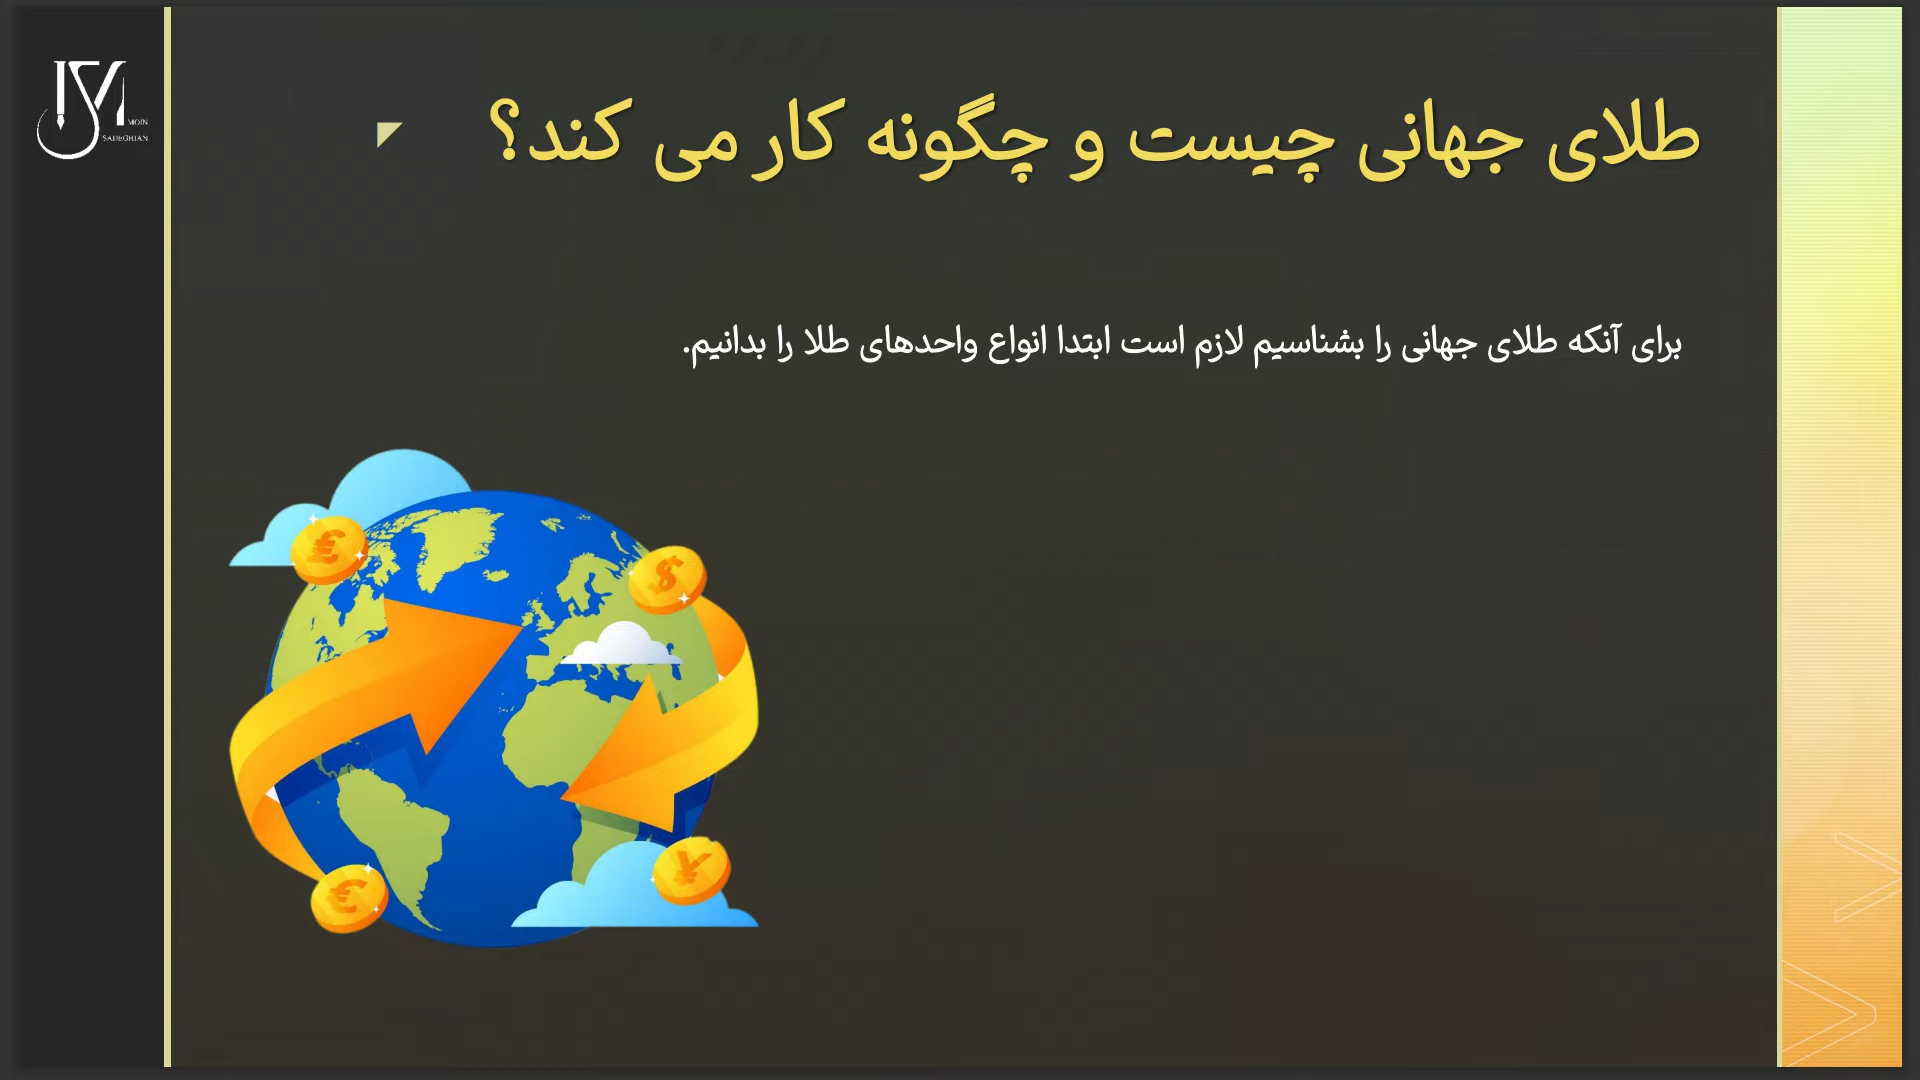 طلای جهانی چیست و چگونه کار می کند؟
برای آنکه طلای جهانی را بشناسیم لازم است ابتدا انواع واحدهای طلا را بدانیم.
MOIN
SADEGHIAN
£
$
€
¥